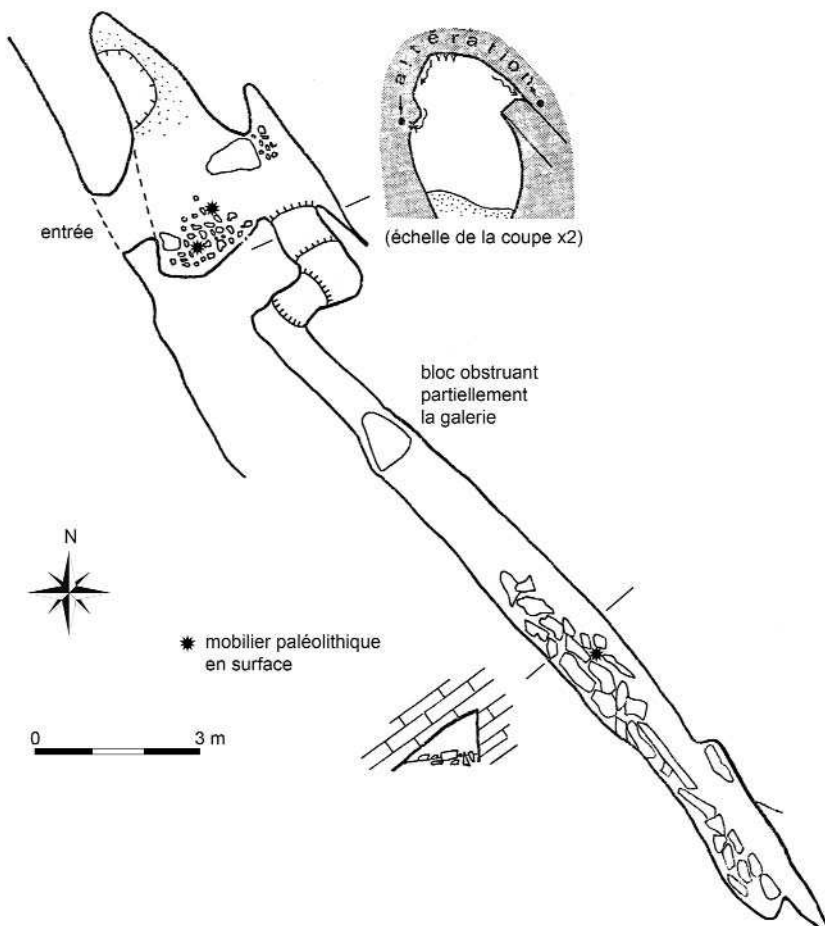 altération
entrée
(échelle de la coupe x2)
bloc obstruant
partiellement
la galerie
N
mobilier paléolithique
en surface
0 3 m